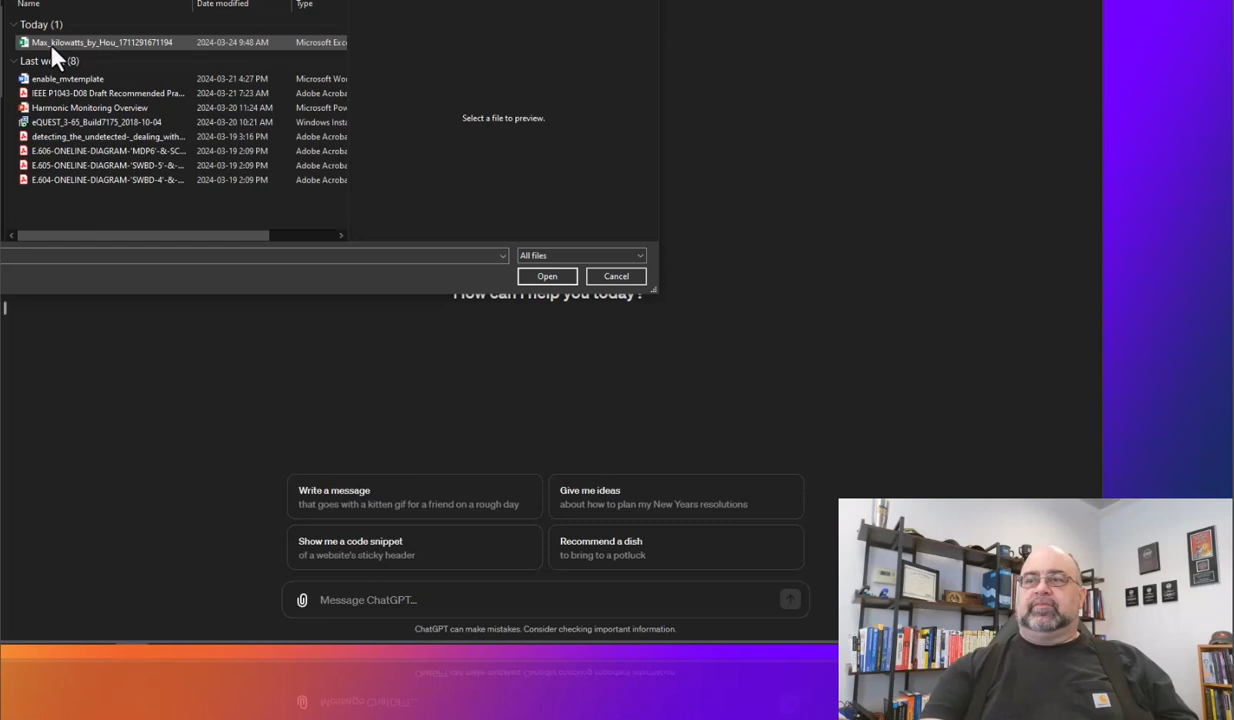 Name Date modified Type
Today (1)
Max_kilowatts_by_Hou_1711291671194 2024-03-24 9:48 AM Microsoft Exc
Last we (8)
enable_mvtemplate 2024-03-21 4:27 PM Microsoft Wo
IEEE P1043-D08 Draft Recommended Pra... 2024-03-21 7:23 AM Adobe Acroba
Harmonic Monitoring Overview 2024-03-20 11:24 AM Microsoft Pow
eQUEST_3-65_Build7175_2018-10-04 2024-03-20 10:21 AM Windows Insta
detecting_the_undetected-_dealing_with... 2024-03-19 3:16 PM Adobe Acroba
E.606-ONELINE-DIAGRAM-'MDP6'-&-SC... 2024-03-19 2:09 PM Adobe Acroba
E.605-ONELINE-DIAGRAM-'SWBD-5'-&-... 2024-03-19 2:09 PM Adobe Acroba
E.604-ONELINE-DIAGRAM-'SWBD-4'-&-... 2024-03-19 2:09 PM Adobe Acroba
Select a file to preview.
All files
Open Cancel
How can I help you today?
Write a message
that goes with a kitten gif for a friend on a rough day
Give me ideas
about how to plan my New Years resolutions
Show me a code snippet
of a website's sticky header
Recommend a dish
to bring to a potluck
Message ChatGPT...
ChatGPT can make mistakes. Consider checking important information.